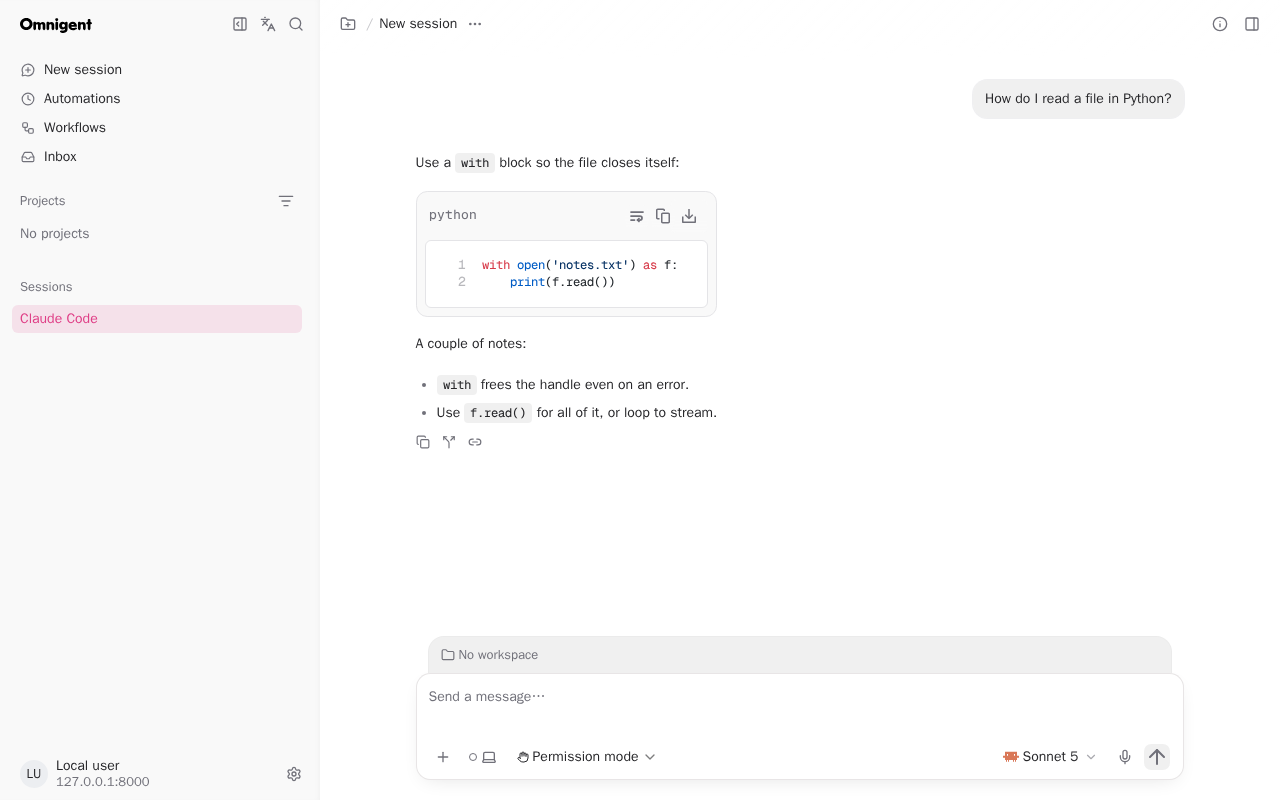 Omnigent
New session
Automations
Workflows
Inbox
Projects
No projects
Sessions
Claude Code
LU
Local user
127.0.0.1:8000
/ New session ···
How do I read a file in Python?
Use a with block so the file closes itself:
python
1 with open('notes.txt') as f:
2     print(f.read())
A couple of notes:
• with frees the handle even on an error.
• Use f.read() for all of it, or loop to stream.
No workspace
Send a message···
Permission mode
Sonnet 5